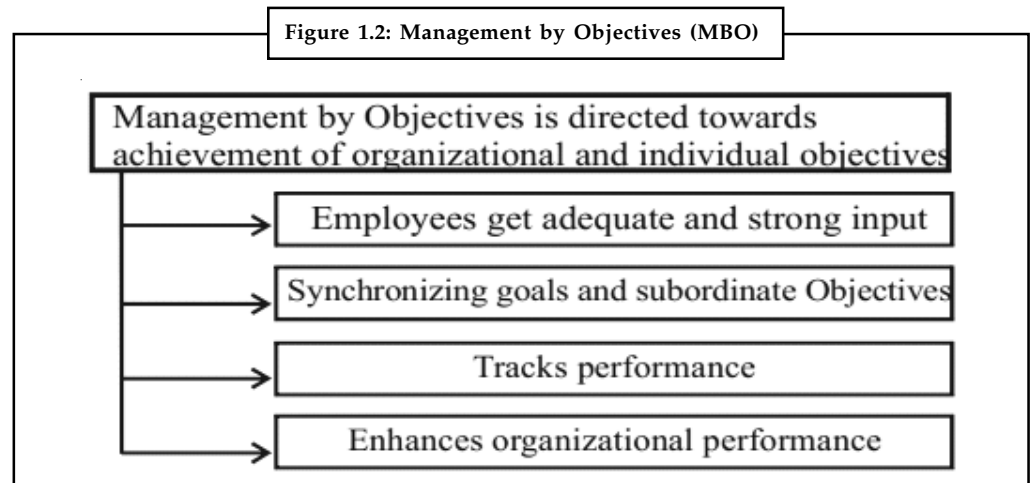 Figure 1.2: Management by Objectives (MBO)
Management by Objectives is directed towards
achievement of organizational and individual objectives
Employees get adequate and strong input
Synchronizing goals and subordinate Objectives
Tracks performance
Enhances organizational performance